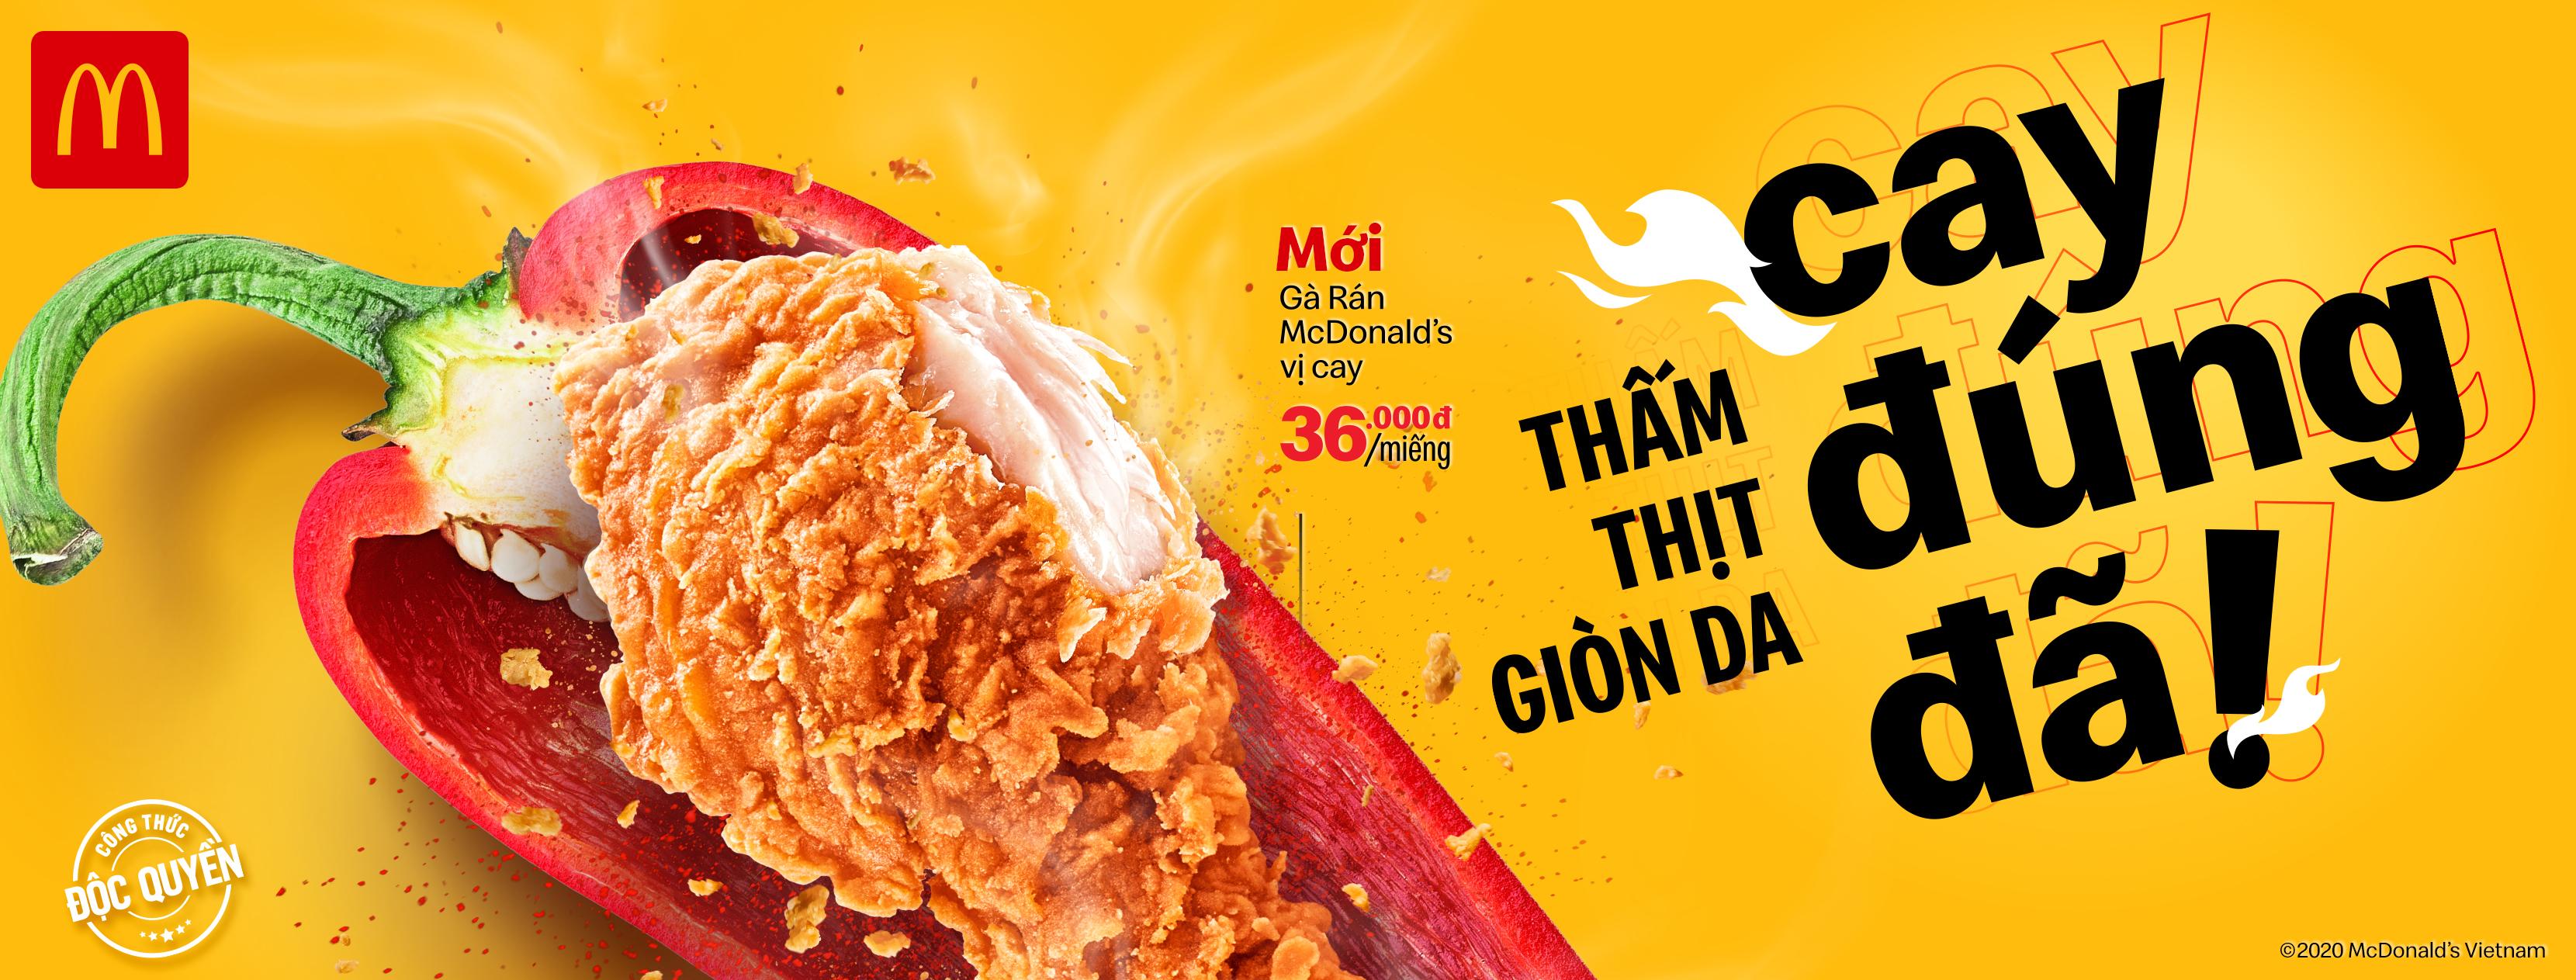 Mới
Gà Rán
McDonald's
vị cay
36.000đ
/miếng
cay
đúng
đã!
THẤM
THỊT
GIÒN DA
CÔNG THỨC
ĐỘC QUYỀN
©2020 McDonald's Vietnam